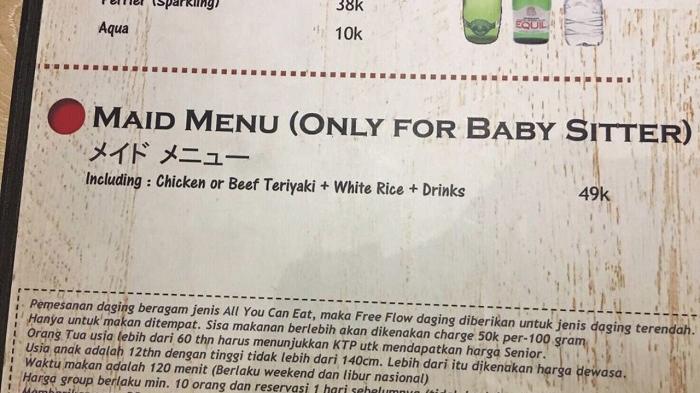 Perrier (Sparkling) 38k
Aqua 10k
EQUIL
MAID MENU (ONLY FOR BABY SITTER)
メイド メニュー
Including : Chicken or Beef Teriyaki + White Rice + Drinks 49k
Pemesanan daging beragam jenis All You Can Eat, maka Free Flow daging diberikan untuk jenis daging terendah.
Hanya untuk makan ditempat. Sisa makanan berlebih akan dikenakan charge 50k per-100 gram
Orang Tua usia lebih dari 60 thn harus menunjukkan KTP utk mendapatkan harga Senior.
Usia anak adalah 12thn dengan tinggi tidak lebih dari 140cm. Lebih dari itu dikenakan harga dewasa.
Waktu makan adalah 120 menit (Berlaku weekend dan libur nasional)
Harga group berlaku min. 10 orang dan reservasi 1 hari sebelumnya